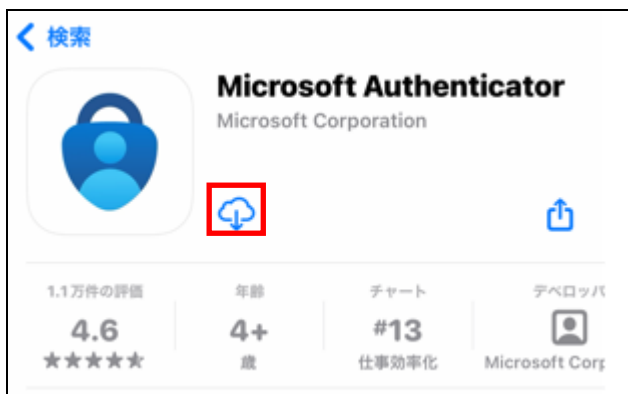 検索
Microsoft Authenticator
Microsoft Corporation
1.1万件の評価
4.6
年齢
4+
歳
チャート
#13
仕事効率化
デベロッパ
Microsoft Corp